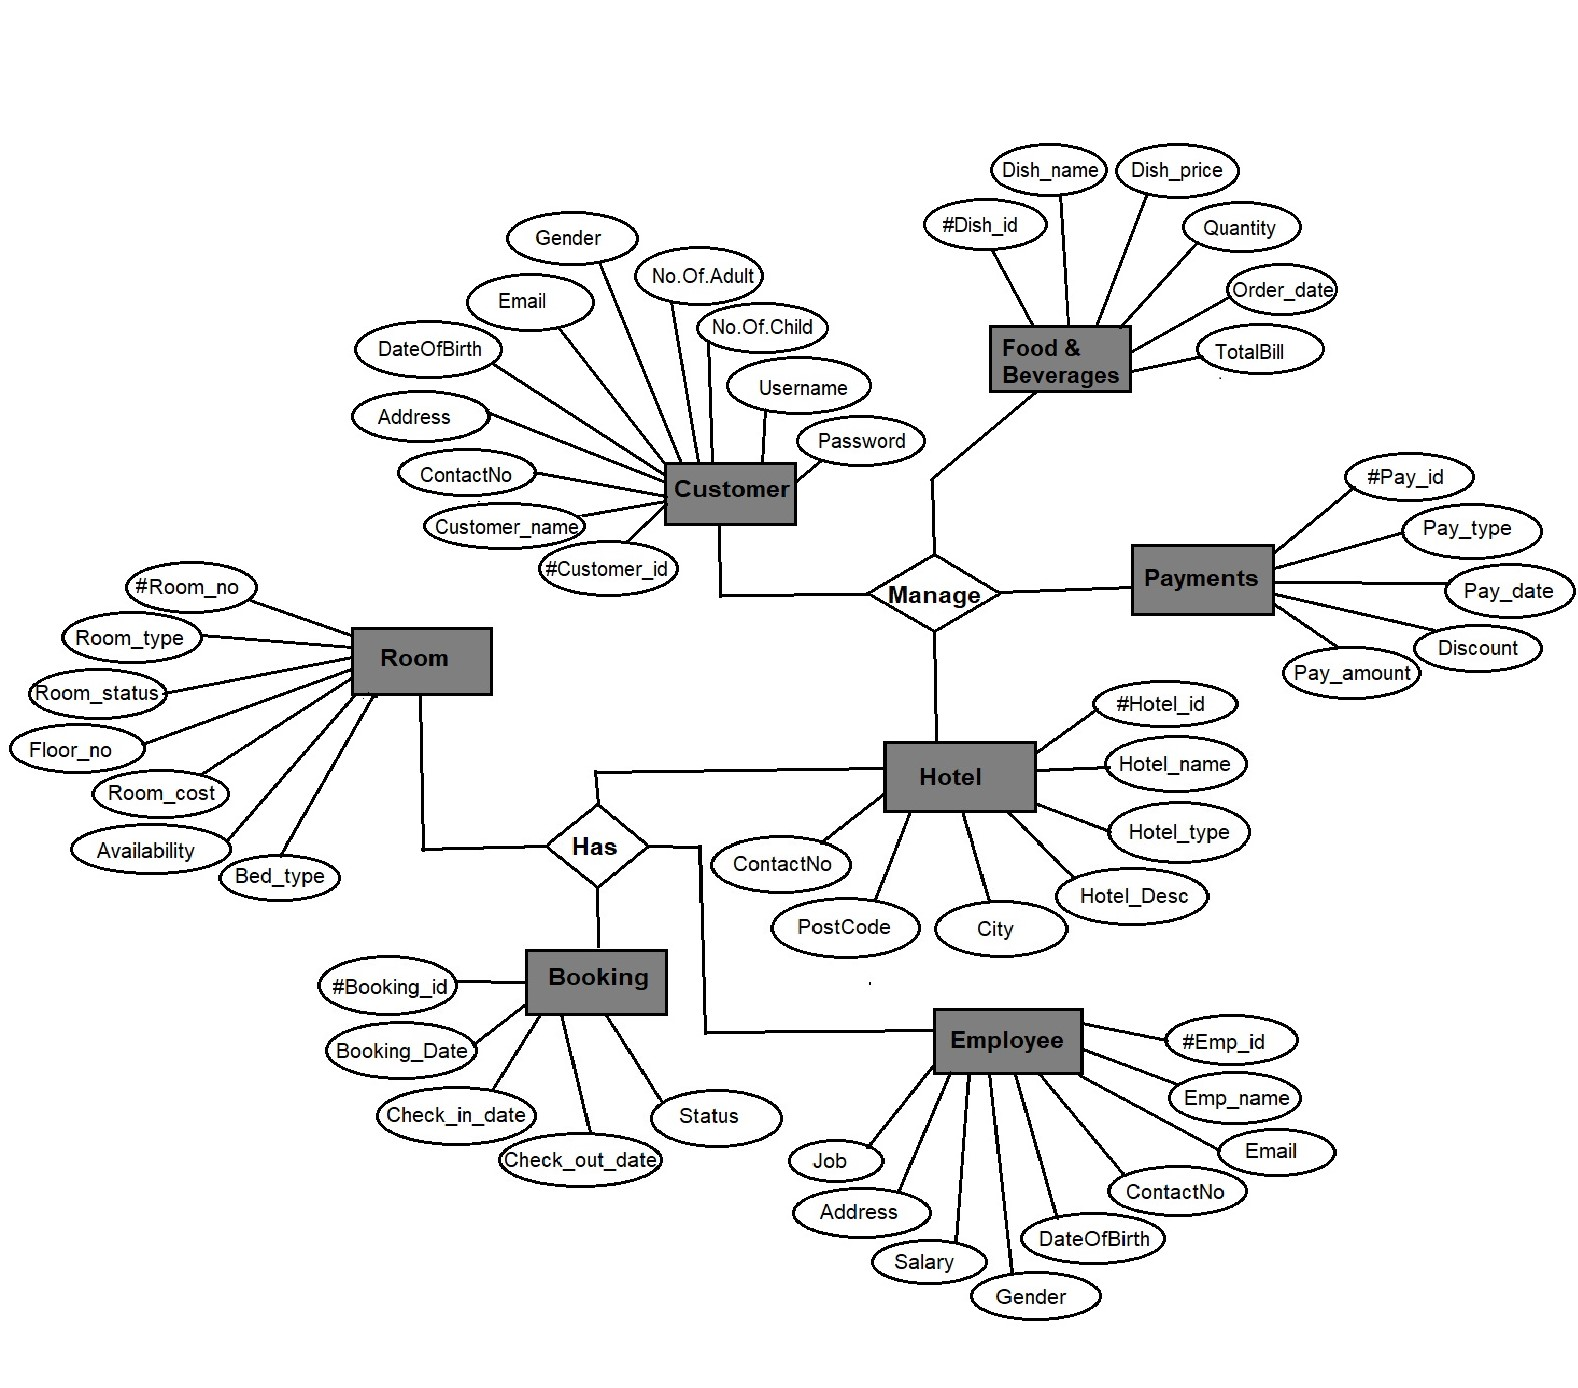 Dish_name
Dish_price
#Dish_id
Quantity
Order_date
TotalBill
Food &
Beverages
Gender
No.Of.Adult
Email
No.Of.Child
DateOfBirth
Username
Address
Password
ContactNo
Customer
Customer_name
#Customer_id
#Pay_id
Pay_type
Payments
Pay_date
Discount
Pay_amount
Manage
#Room_no
Room_type
Room
Room_status
Floor_no
Room_cost
Availability
Bed_type
#Hotel_id
Hotel_name
Hotel
Hotel_type
ContactNo
Hotel_Desc
PostCode
City
Has
Booking
#Booking_id
Booking_Date
Check_in_date
Status
Check_out_date
Employee
#Emp_id
Emp_name
Email
Job
ContactNo
Address
DateOfBirth
Salary
Gender